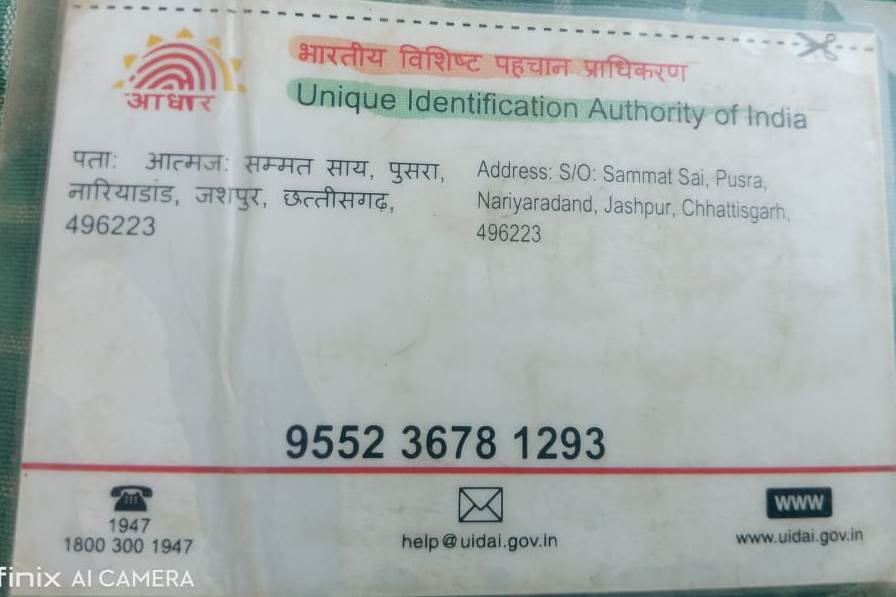 आधार
भारतीय विशिष्ट पहचान प्राधिकरण
Unique Identification Authority of India
पताः आत्मजः सम्मत साय, पुसरा,
नारियाडांड, जशपुर, छत्तीसगढ़,
496223
Address: S/O: Sammat Sai, Pusra,
Nariyaradand, Jashpur, Chhattisgarh,
496223
9552 3678 1293
1947
1800 300 1947
help@uidai.gov.in
www
www.uidai.gov.in
finix AI CAMERA